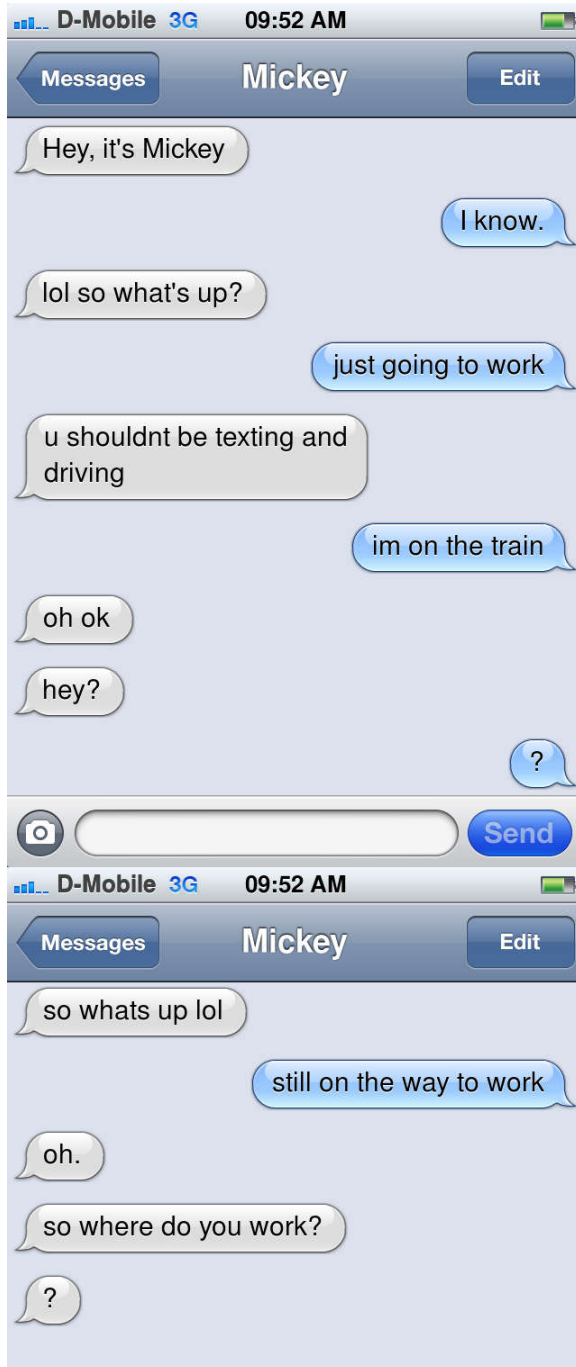 D-Mobile 3G 09:52 AM
Messages Mickey Edit
Hey, it's Mickey
I know.
lol so what's up?
just going to work
u shouldnt be texting and
driving
im on the train
oh ok
hey?
?
Send
D-Mobile 3G 09:52 AM
Messages Mickey Edit
so whats up lol
still on the way to work
oh.
so where do you work?
?